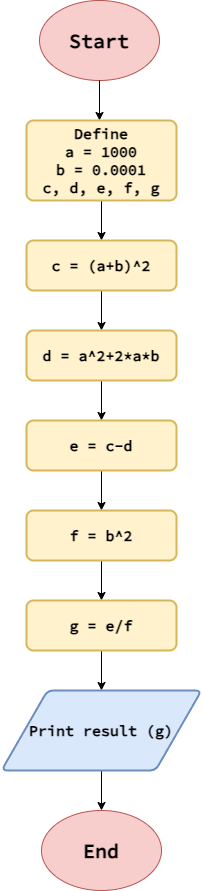 Start
Define
a = 1000
b = 0.0001
c, d, e, f, g
c = (a+b)^2
d = a^2+2*a*b
e = c-d
f = b^2
g = e/f
Print result (g)
End